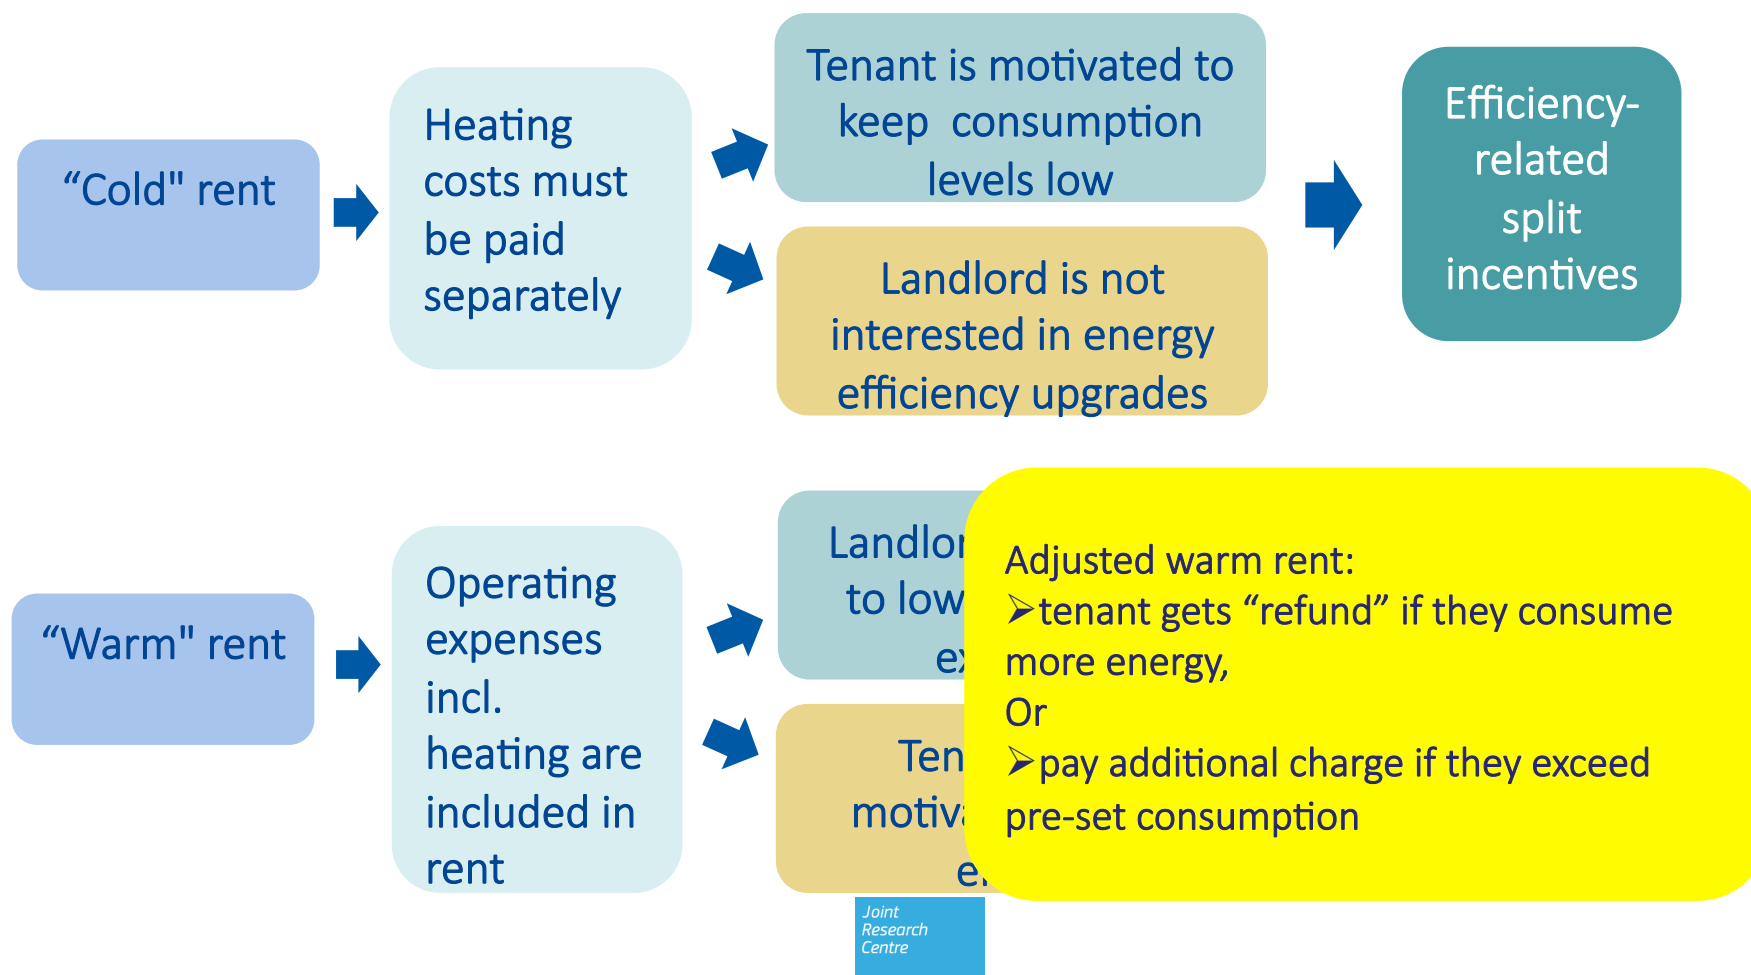 “Cold" rent
Heating
costs must
be paid
separately
Tenant is motivated to
keep consumption
levels low
Landlord is not
interested in energy
efficiency upgrades
Efficiency-
related
split
incentives
“Warm" rent
Operating
expenses
incl.
heating are
included in
rent
to low
Adjusted warm rent:
➢tenant gets “refund” if they consume
more energy,
Or
➢pay additional charge if they exceed
pre-set consumption
Joint
Research
Centre